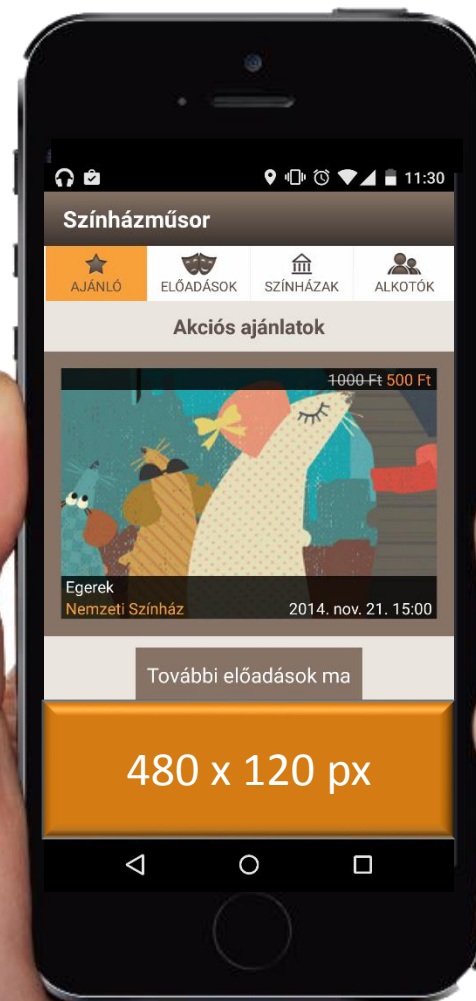 11:30
Színházműsor
AJÁNLÓ ELŐADÁSOK SZÍNHÁZAK ALKOTÓK
Akciós ajánlatok
1000 Ft 500 Ft
Egerek
Nemzeti Színház 2014. nov. 21. 15:00
További előadások ma
480 x 120 px